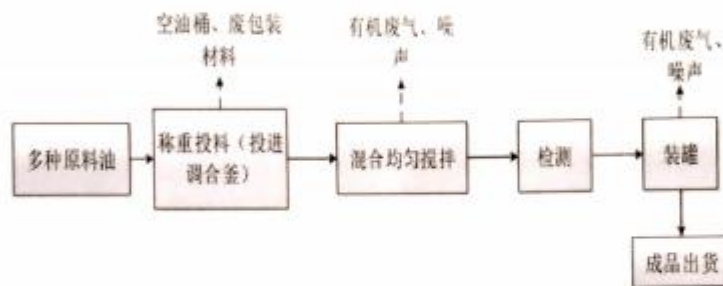 空油桶、废包装
材料
有机废气、噪
声
有机废气、
噪声
多种原料油
称重投料（投进
调合釜）
混合均匀搅拌
检测
装罐
成品出货